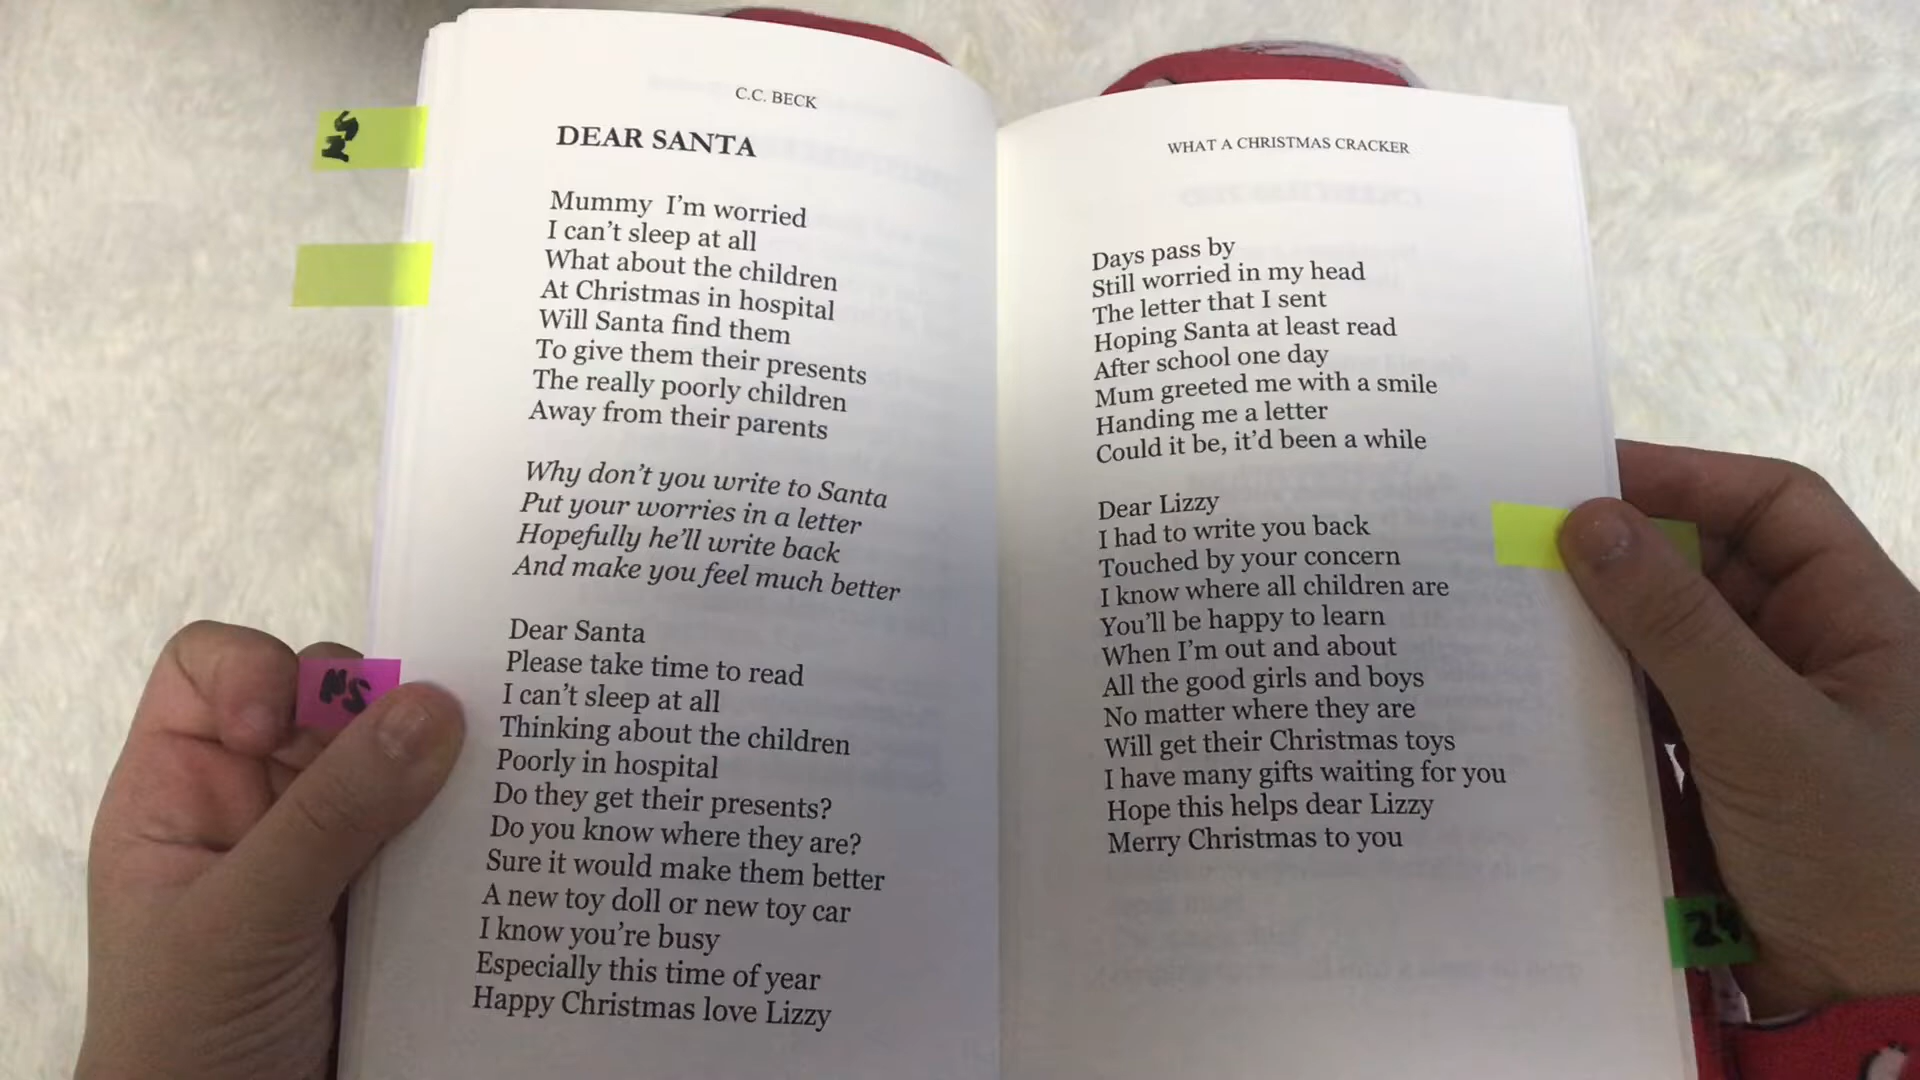 C.C. BECK
DEAR SANTA
Mummy I'm worried
I can't sleep at all
What about the children
At Christmas in hospital
Will Santa find them
To give them their presents
The really poorly children
Away from their parents
Why don't you write to Santa
Put your worries in a letter
Hopefully he'll write back
And make you feel much better
Dear Santa
Please take time to read
I can't sleep at all
Thinking about the children
Poorly in hospital
Do they get their presents?
Do you know where they are?
Sure it would make them better
A new toy doll or new toy car
I know you're busy
Especially this time of year
Happy Christmas love Lizzy
WHAT A CHRISTMAS CRACKER
Days pass by
Still worried in my head
The letter that I sent
Hoping Santa at least read
After school one day
Mum greeted me with a smile
Handing me a letter
Could it be, it'd been a while
Dear Lizzy
I had to write you back
Touched by your concern
I know where all children are
You'll be happy to learn
When I'm out and about
All the good girls and boys
No matter where they are
Will get their Christmas toys
I have many gifts waiting for you
Hope this helps dear Lizzy
Merry Christmas to you
24